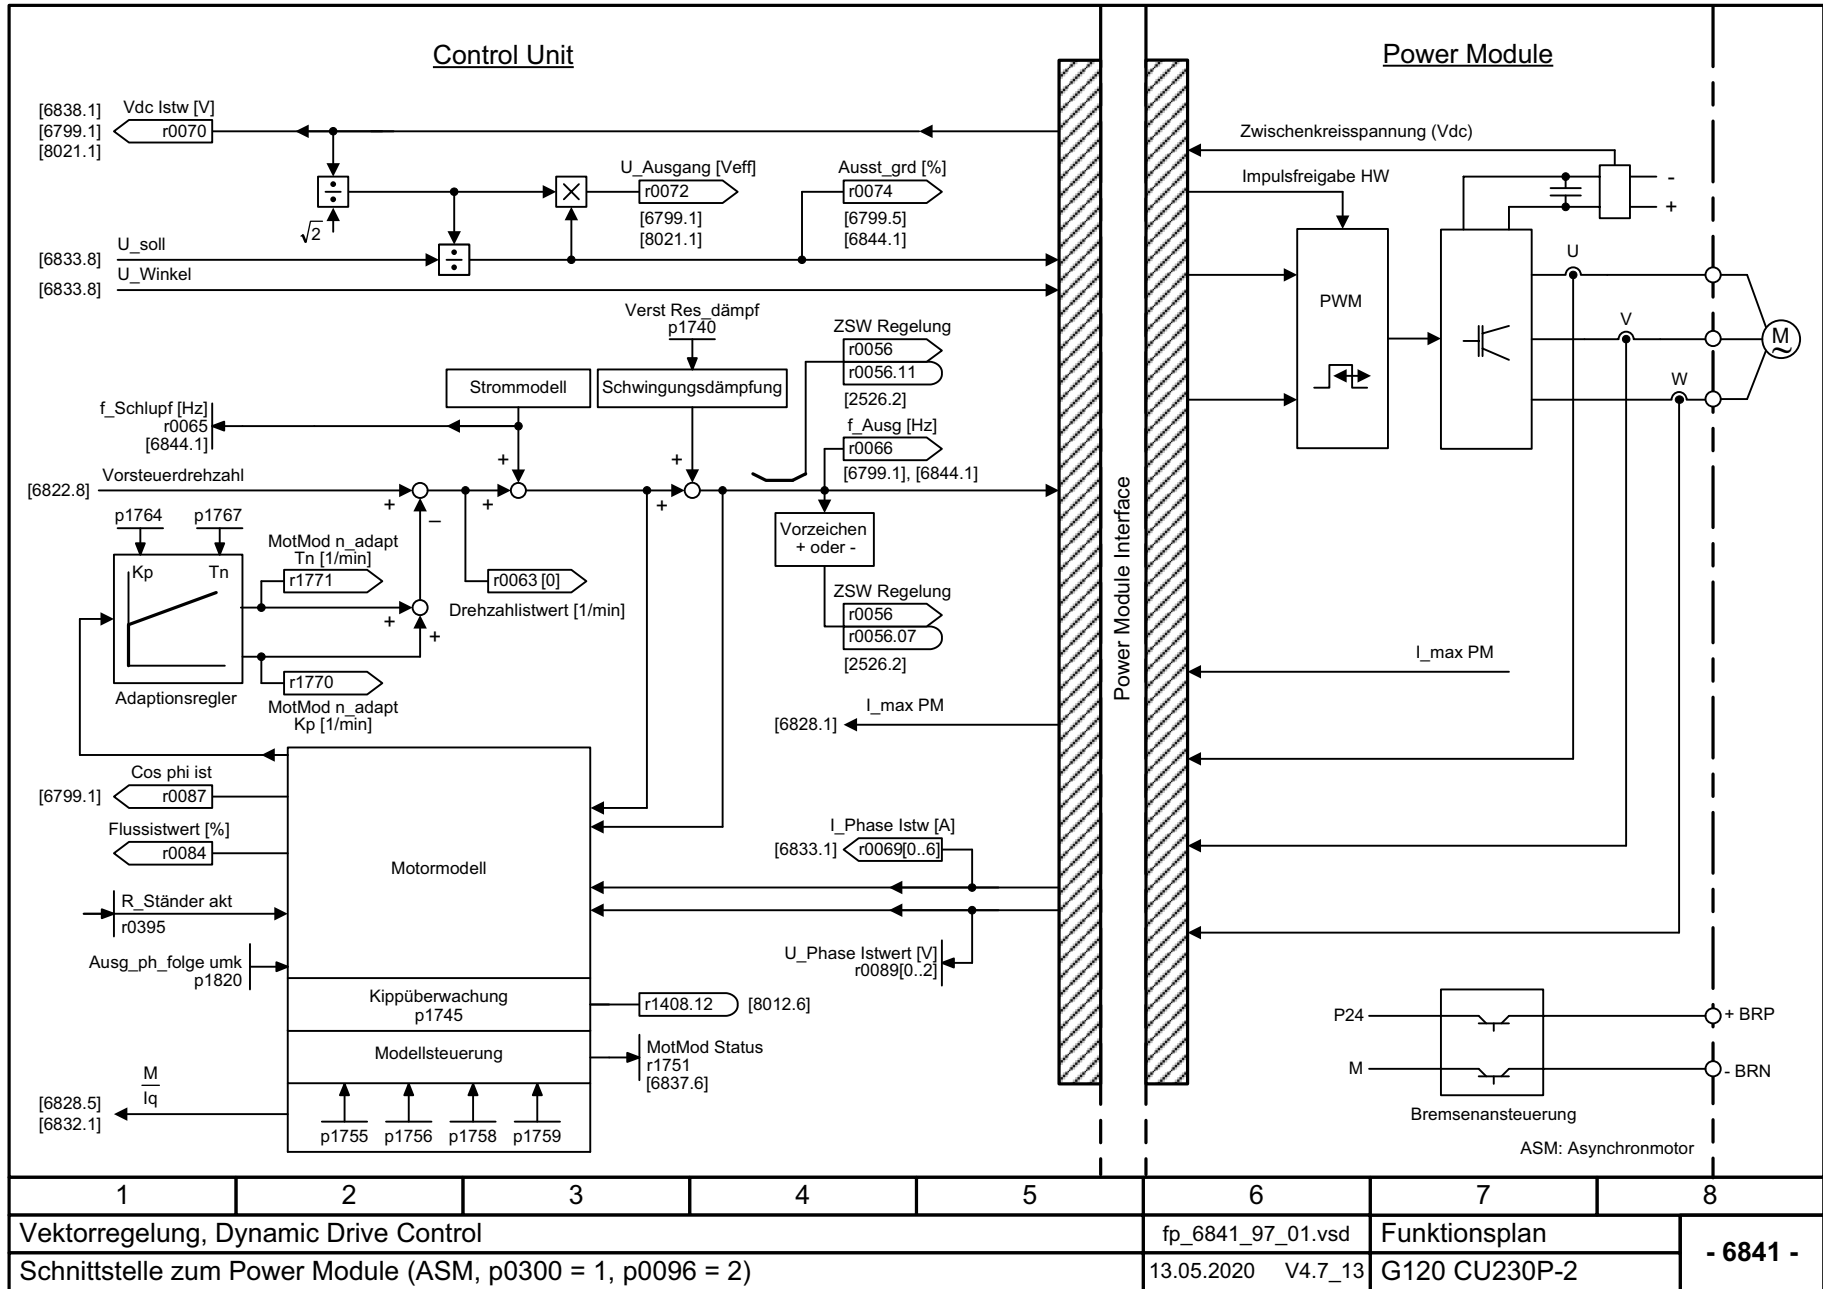 Control Unit
Power Module
[6838.1]
[6799.1]
[8021.1]
Vdc Istw [V]
r0070
÷
√2
÷
×
U_Ausgang [Veff]
r0072
[6799.1]
[8021.1]
Ausst_grd [%]
r0074
[6799.5]
[6844.1]
[6833.8]
U_soll
U_Winkel
[6833.8]
Verst Res_dämpf
p1740
ZSW Regelung
r0056
r0056.11
[2526.2]
Strommodell
Schwingungsdämpfung
f_Schlupf [Hz]
r0065
[6844.1]
f_Ausg [Hz]
r0066
[6799.1], [6844.1]
+
+
[6822.8]
Vorsteuerdrehzahl
+
–
+
+
p1764
p1767
Kp
Tn
Adaptionsregler
MotMod n_adapt
Tn [1/min]
r1771
+
+
r1770
MotMod n_adapt
Kp [1/min]
r0063 [0]
Drehzahlistwert [1/min]
Vorzeichen
+ oder -
ZSW Regelung
r0056
r0056.07
[2526.2]
I_max PM
[6828.1]
Cos phi ist
[6799.1]
r0087
Flussistwert [%]
r0084
R_Ständer akt
r0395
Ausg_ph_folge umk
p1820
Motormodell
I_Phase Istw [A]
[6833.1]
r0069[0..6]
U_Phase Istwert [V]
r0089[0..2]
Kippüberwachung
p1745
r1408.12
[8012.6]
Modellsteuerung
MotMod Status
r1751
[6837.6]
M
Iq
[6828.5]
[6832.1]
p1755
p1756
p1758
p1759
Power Module Interface
Zwischenkreisspannung (Vdc)
Impulsfreigabe HW
-
+
PWM
U
V
W
M
~
I_max PM
P24
+ BRP
M
- BRN
Bremsenansteuerung
ASM: Asynchronmotor
1 2 3 4 5 6 7 8
Vektorregelung, Dynamic Drive Control
fp_6841_97_01.vsd
Funktionsplan
- 6841 -
Schnittstelle zum Power Module (ASM, p0300 = 1, p0096 = 2)
13.05.2020 V4.7_13
G120 CU230P-2